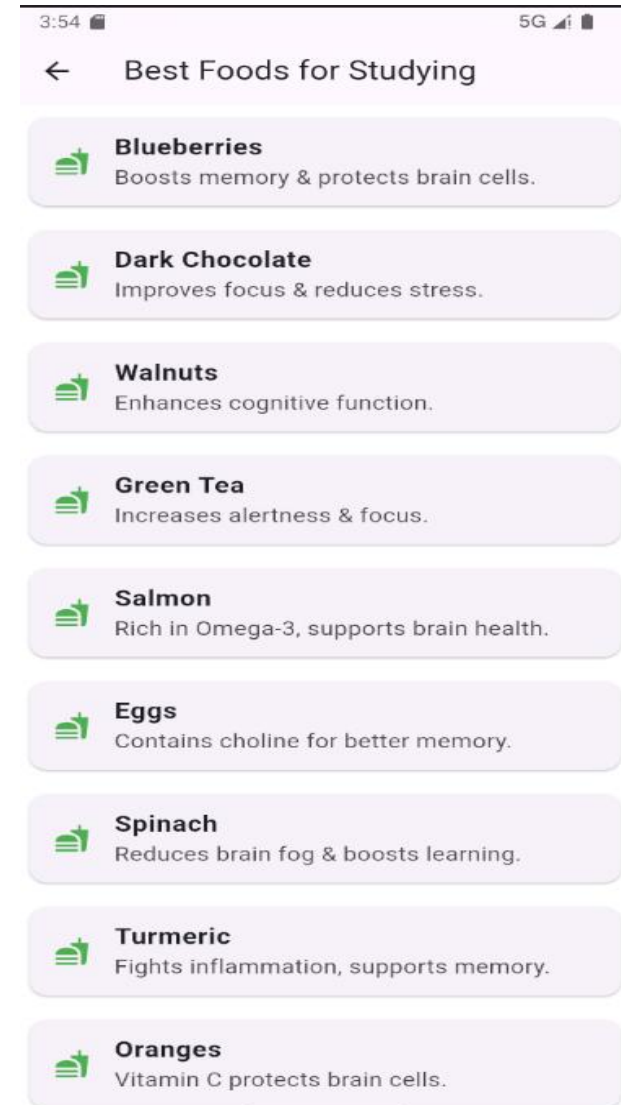 3:54
5G
Best Foods for Studying
Blueberries
Boosts memory & protects brain cells.
Dark Chocolate
Improves focus & reduces stress.
Walnuts
Enhances cognitive function.
Green Tea
Increases alertness & focus.
Salmon
Rich in Omega-3, supports brain health.
Eggs
Contains choline for better memory.
Spinach
Reduces brain fog & boosts learning.
Turmeric
Fights inflammation, supports memory.
Oranges
Vitamin C protects brain cells.